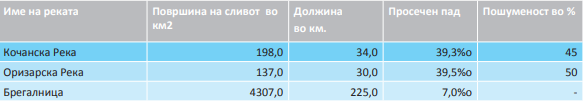 Име на реката Површина на сливот во км2 Должина во км. Просечен пад Пошуменост во %
Кочанска Река 198,0 34,0 39,3%о 45
Оризарска Река 137,0 30,0 39,5%о 50
Брегалница 4307,0 225,0 7,0%о -